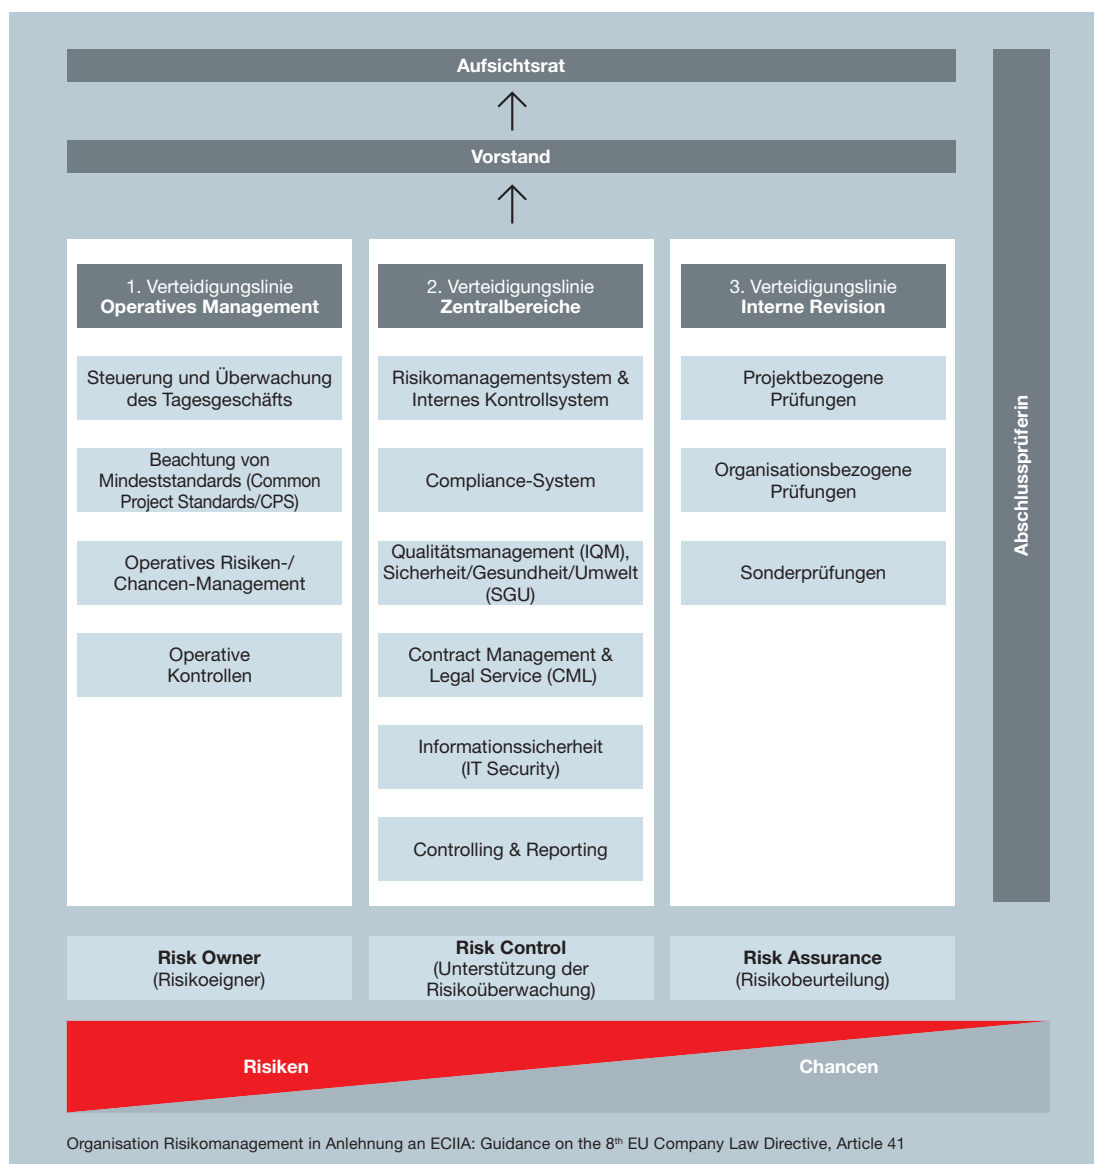 Aufsichtsrat
Vorstand
1. Verteidigungslinie
Operatives Management
Steuerung und Überwachung
des Tagesgeschäfts
Beachtung von
Mindeststandards (Common
Project Standards/CPS)
Operatives Risiken-/
Chancen-Management
Operative
Kontrollen
2. Verteidigungslinie
Zentralbereiche
Risikomanagementsystem &
Internes Kontrollsystem
Compliance-System
Qualitätsmanagement (IQM),
Sicherheit/Gesundheit/Umwelt
(SGU)
Contract Management &
Legal Service (CML)
Informationssicherheit
(IT Security)
Controlling & Reporting
3. Verteidigungslinie
Interne Revision
Projektbezogene
Prüfungen
Organisationsbezogene
Prüfungen
Sonderprüfungen
Abschlussprüferin
Risk Owner
(Risikoeigner)
Risk Control
(Unterstützung der
Risikoüberwachung)
Risk Assurance
(Risikobeurteilung)
Risiken
Chancen
Organisation Risikomanagement in Anlehnung an ECIIA: Guidance on the 8th EU Company Law Directive, Article 41